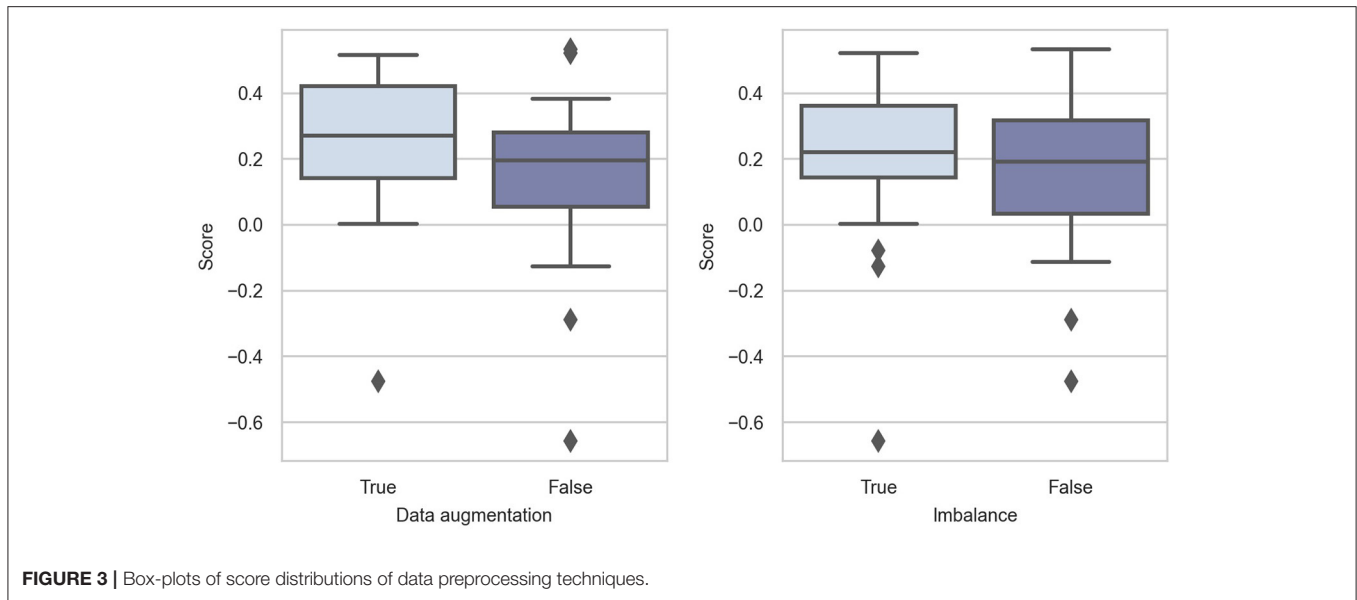 0.4
0.2
0.0
−0.2
−0.4
−0.6
Score
True False
Data augmentation
0.4
0.2
0.0
−0.2
−0.4
−0.6
Score
True False
Imbalance
FIGURE 3 | Box-plots of score distributions of data preprocessing techniques.